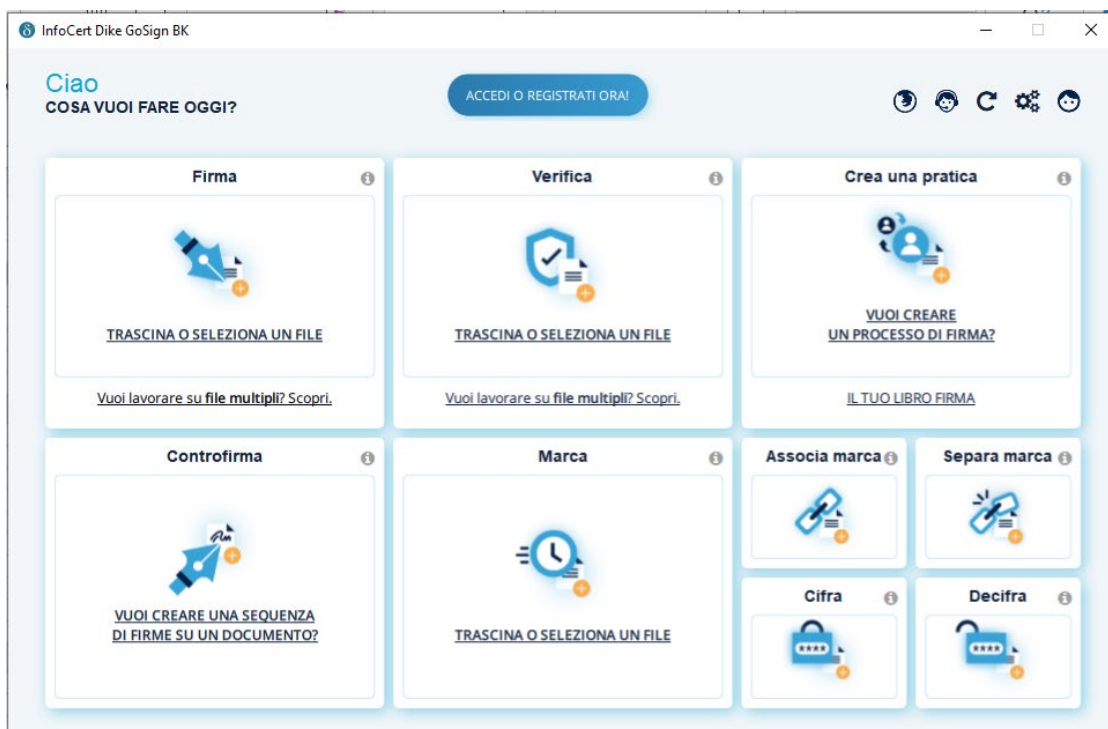 InfoCert Dike GoSign BK
Ciao
COSA VUOI FARE OGGI?
ACCEDI O REGISTRATI ORA!
Firma
TRASCINA O SELEZIONA UN FILE
Vuoi lavorare su file multipli? Scopri.
Verifica
TRASCINA O SELEZIONA UN FILE
Vuoi lavorare su file multipli? Scopri.
Crea una pratica
VUOI CREARE
UN PROCESSO DI FIRMA?
IL TUO LIBRO FIRMA
Controfirma
VUOI CREARE UNA SEQUENZA
DI FIRME SU UN DOCUMENTO?
Marca
TRASCINA O SELEZIONA UN FILE
Associa marca
Separa marca
Cifra
****
Decifra
****